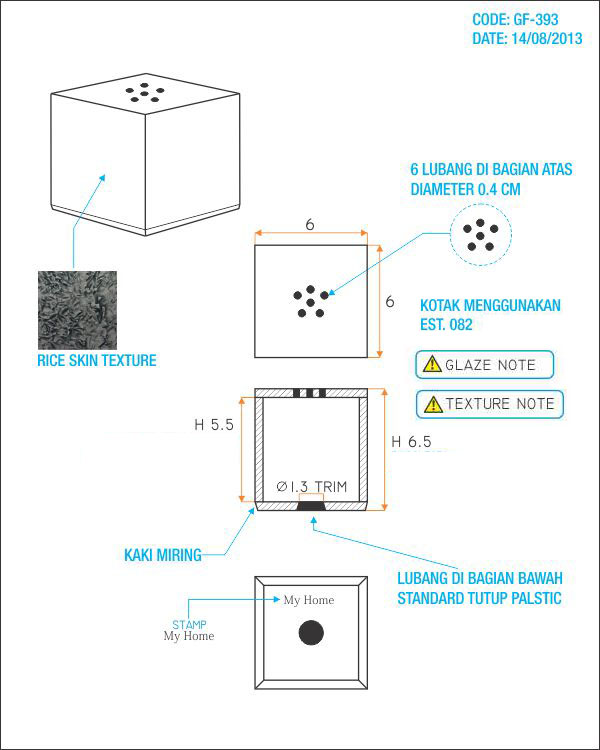 CODE: GF-393
DATE: 14/08/2013
6 LUBANG DI BAGIAN ATAS
DIAMETER 0.4 CM
6
6
KOTAK MENGGUNAKAN
EST. 082
RICE SKIN TEXTURE
GLAZE NOTE
TEXTURE NOTE
H 5.5
H 6.5
Ø1.3 TRIM
KAKI MIRING
LUBANG DI BAGIAN BAWAH
STANDARD TUTUP PALSTIC
My Home
STAMP
My Home